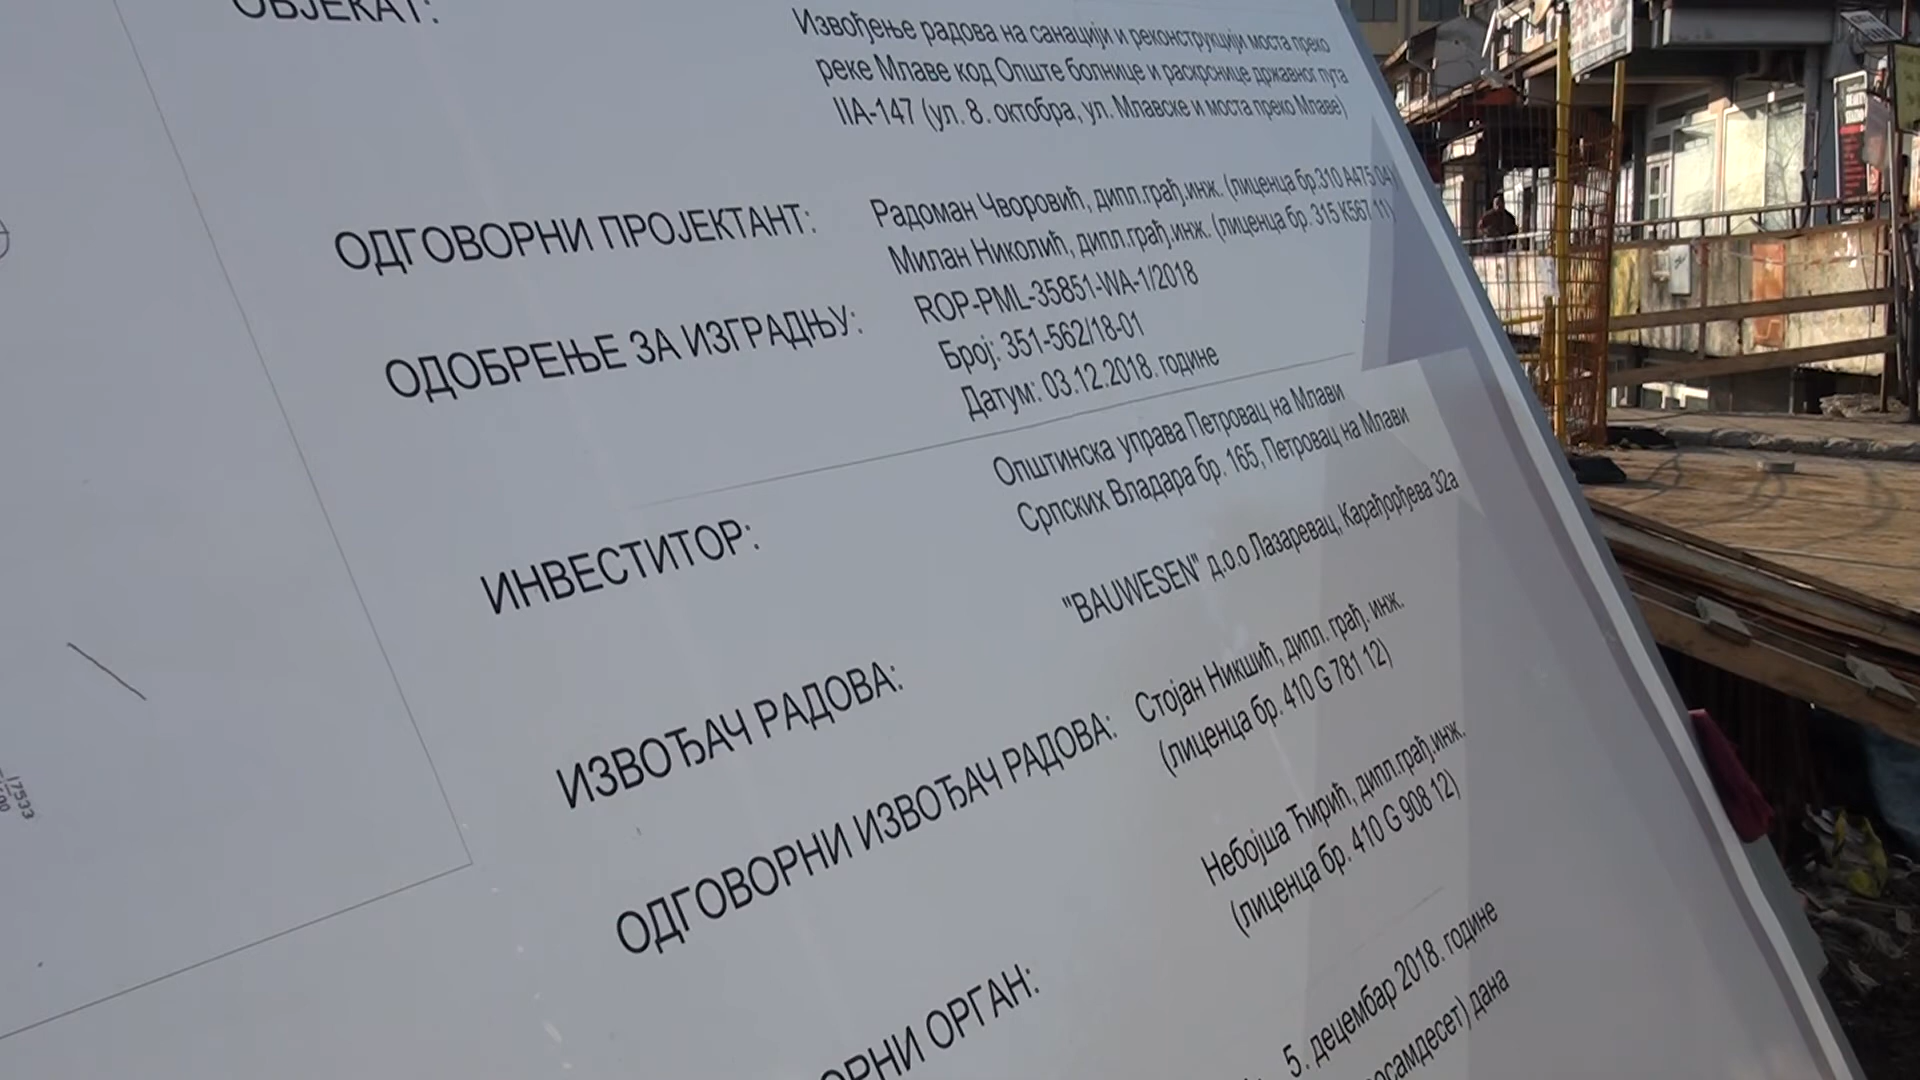 ОБЈЕКАТ:
Извођење радова на санацији и реконструкцији моста преко
реке Млаве код Опште болнице и раскрснице државног пута
IIA-147 (ул. 8. октобра, ул. Млавске и моста преко Млаве)
ОДГОВОРНИ ПРОЈЕКТАНТ:
Радоман Чворовић, дипл.грађ.инж. (лиценца бр.310 А475 04)
Милан Николић, дипл.грађ.инж. (лиценца бр. 315 К567 11)
ОДОБРЕЊЕ ЗА ИЗГРАДЊУ:
ROP-PML-35851-WA-1/2018
Број: 351-562/18-01
Датум: 03.12.2018. године
ИНВЕСТИТОР:
Општинска управа Петровац на Млави
Српских Владара бр. 165, Петровац на Млави
ИЗВОЂАЧ РАДОВА:
"BAUWESEN" д.о.о Лазаревац, Карађорђева 32а
ОДГОВОРНИ ИЗВОЂАЧ РАДОВА:
Стојан Никшић, дипл. грађ. инж.
(лиценца бр. 410 G 781 12)
Небојша Ћирић, дипл.грађ.инж.
(лиценца бр. 410 G 908 12)
ОРНИ ОРГАН:
5. децембар 2018. године
осамдесет) дана
17533